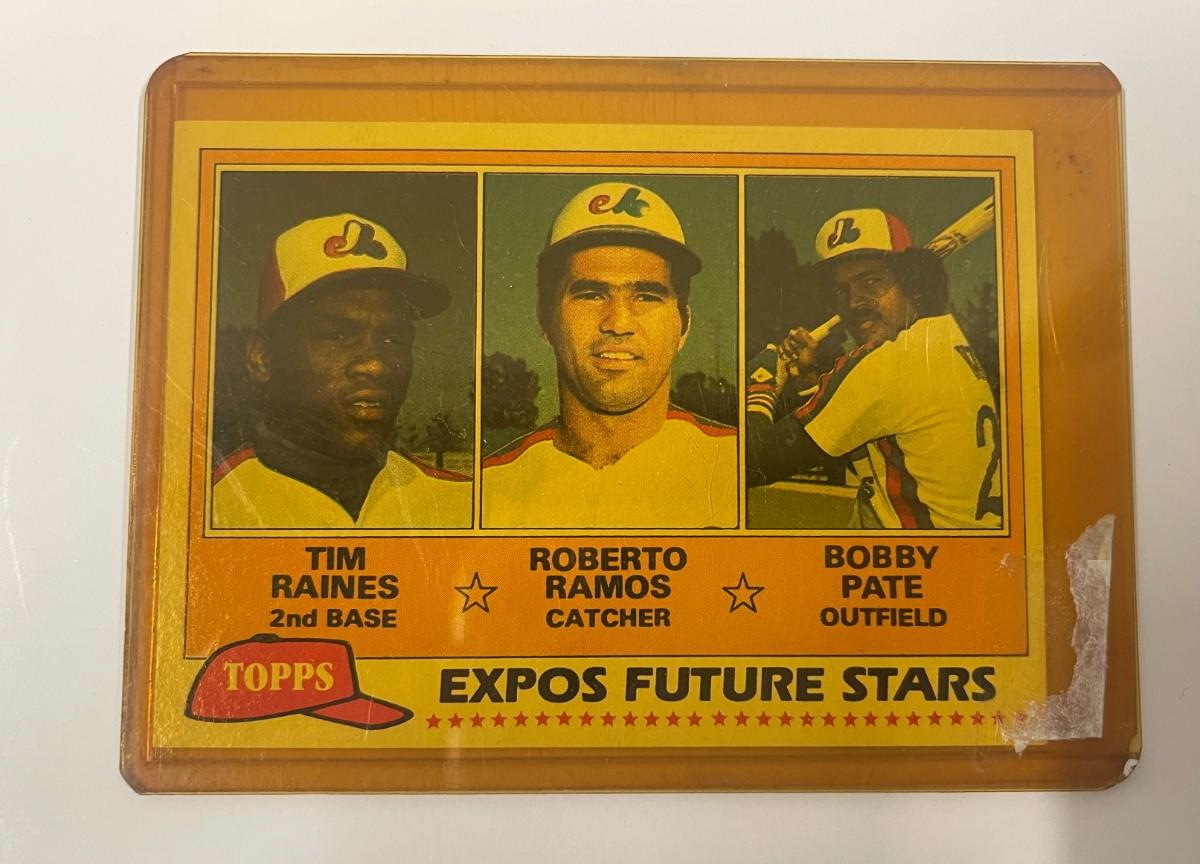 TIM
RAINES
2nd BASE
ROBERTO
RAMOS
CATCHER
BOBBY
PATE
OUTFIELD
TOPPS
EXPOS FUTURE STARS